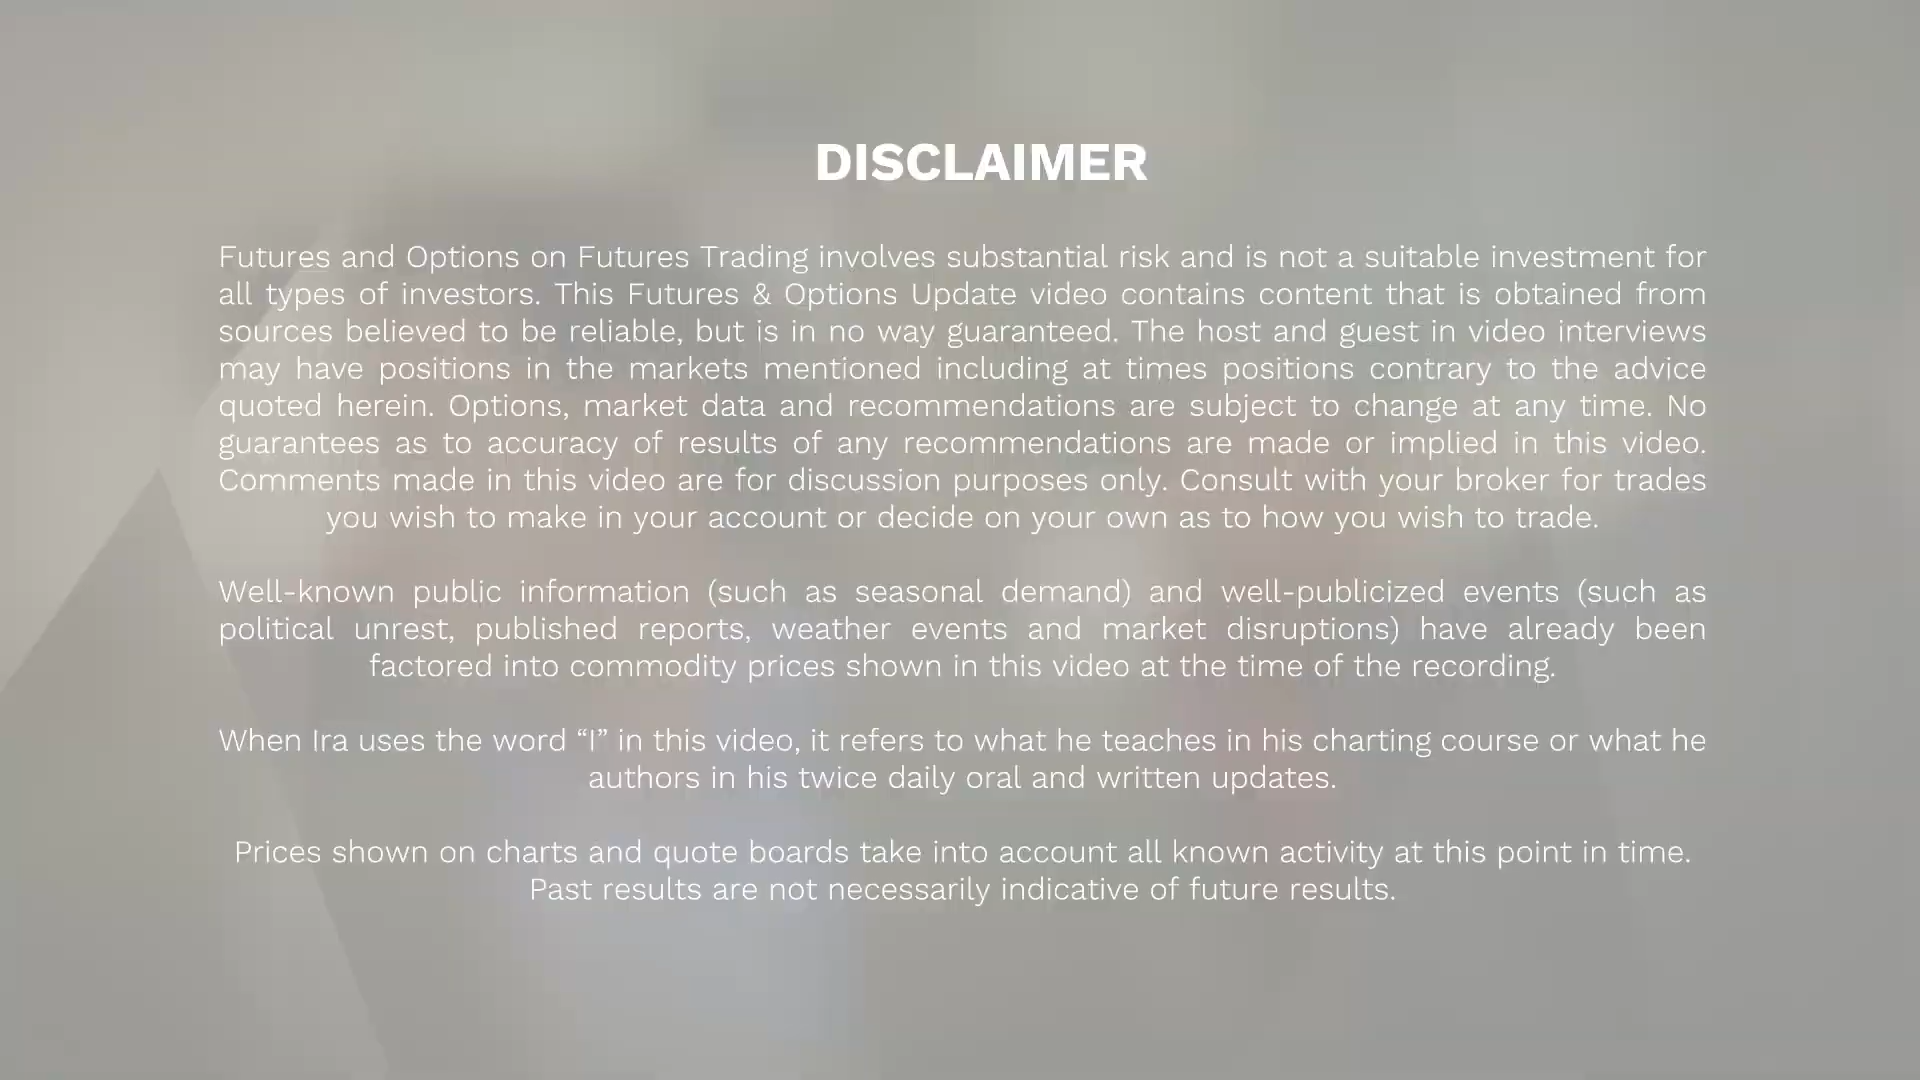 DISCLAIMER
Futures and Options on Futures Trading involves substantial risk and is not a suitable investment for
all types of investors. This Futures & Options Update video contains content that is obtained from
sources believed to be reliable, but is in no way guaranteed. The host and guest in video interviews
may have positions in the markets mentioned including at times positions contrary to the advice
quoted herein. Options, market data and recommendations are subject to change at any time. No
guarantees as to accuracy of results of any recommendations are made or implied in this video.
Comments made in this video are for discussion purposes only. Consult with your broker for trades
you wish to make in your account or decide on your own as to how you wish to trade.
Well-known public information (such as seasonal demand) and well-publicized events (such as
political unrest, published reports, weather events and market disruptions) have already been
factored into commodity prices shown in this video at the time of the recording.
When Ira uses the word “I” in this video, it refers to what he teaches in his charting course or what he
authors in his twice daily oral and written updates.
Prices shown on charts and quote boards take into account all known activity at this point in time.
Past results are not necessarily indicative of future results.